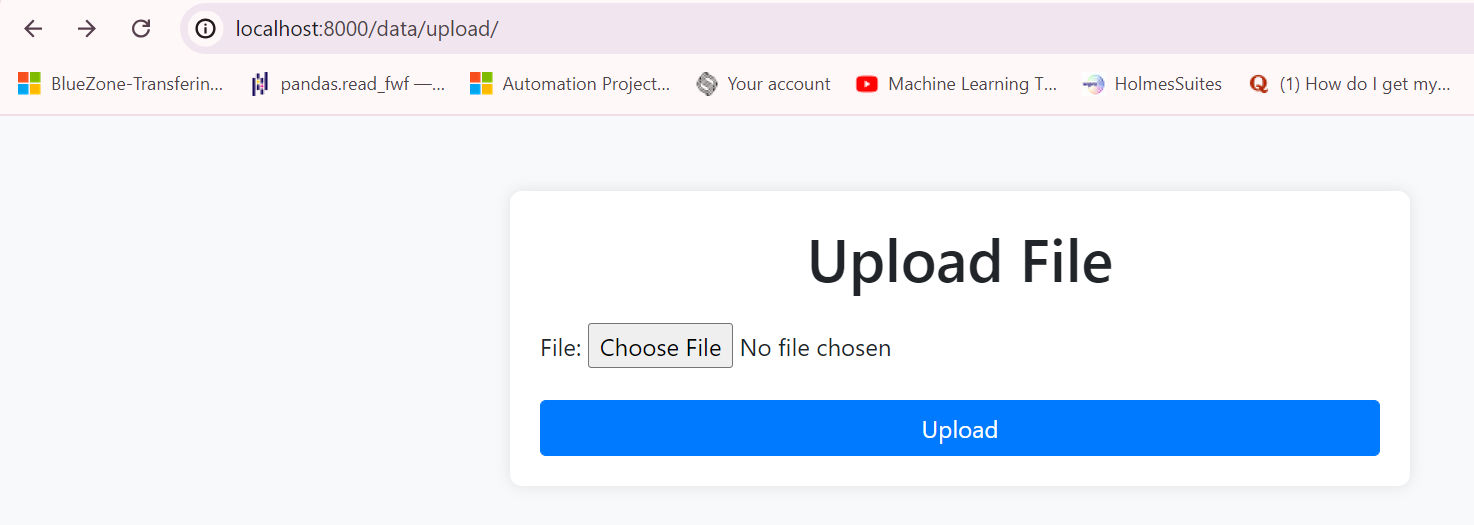 localhost:8000/data/upload/
BlueZone-Transferin... pandas.read_fwf —... Automation Project... Your account Machine Learning T... HolmesSuites (1) How do I get my...
Upload File
File: Choose File No file chosen
Upload